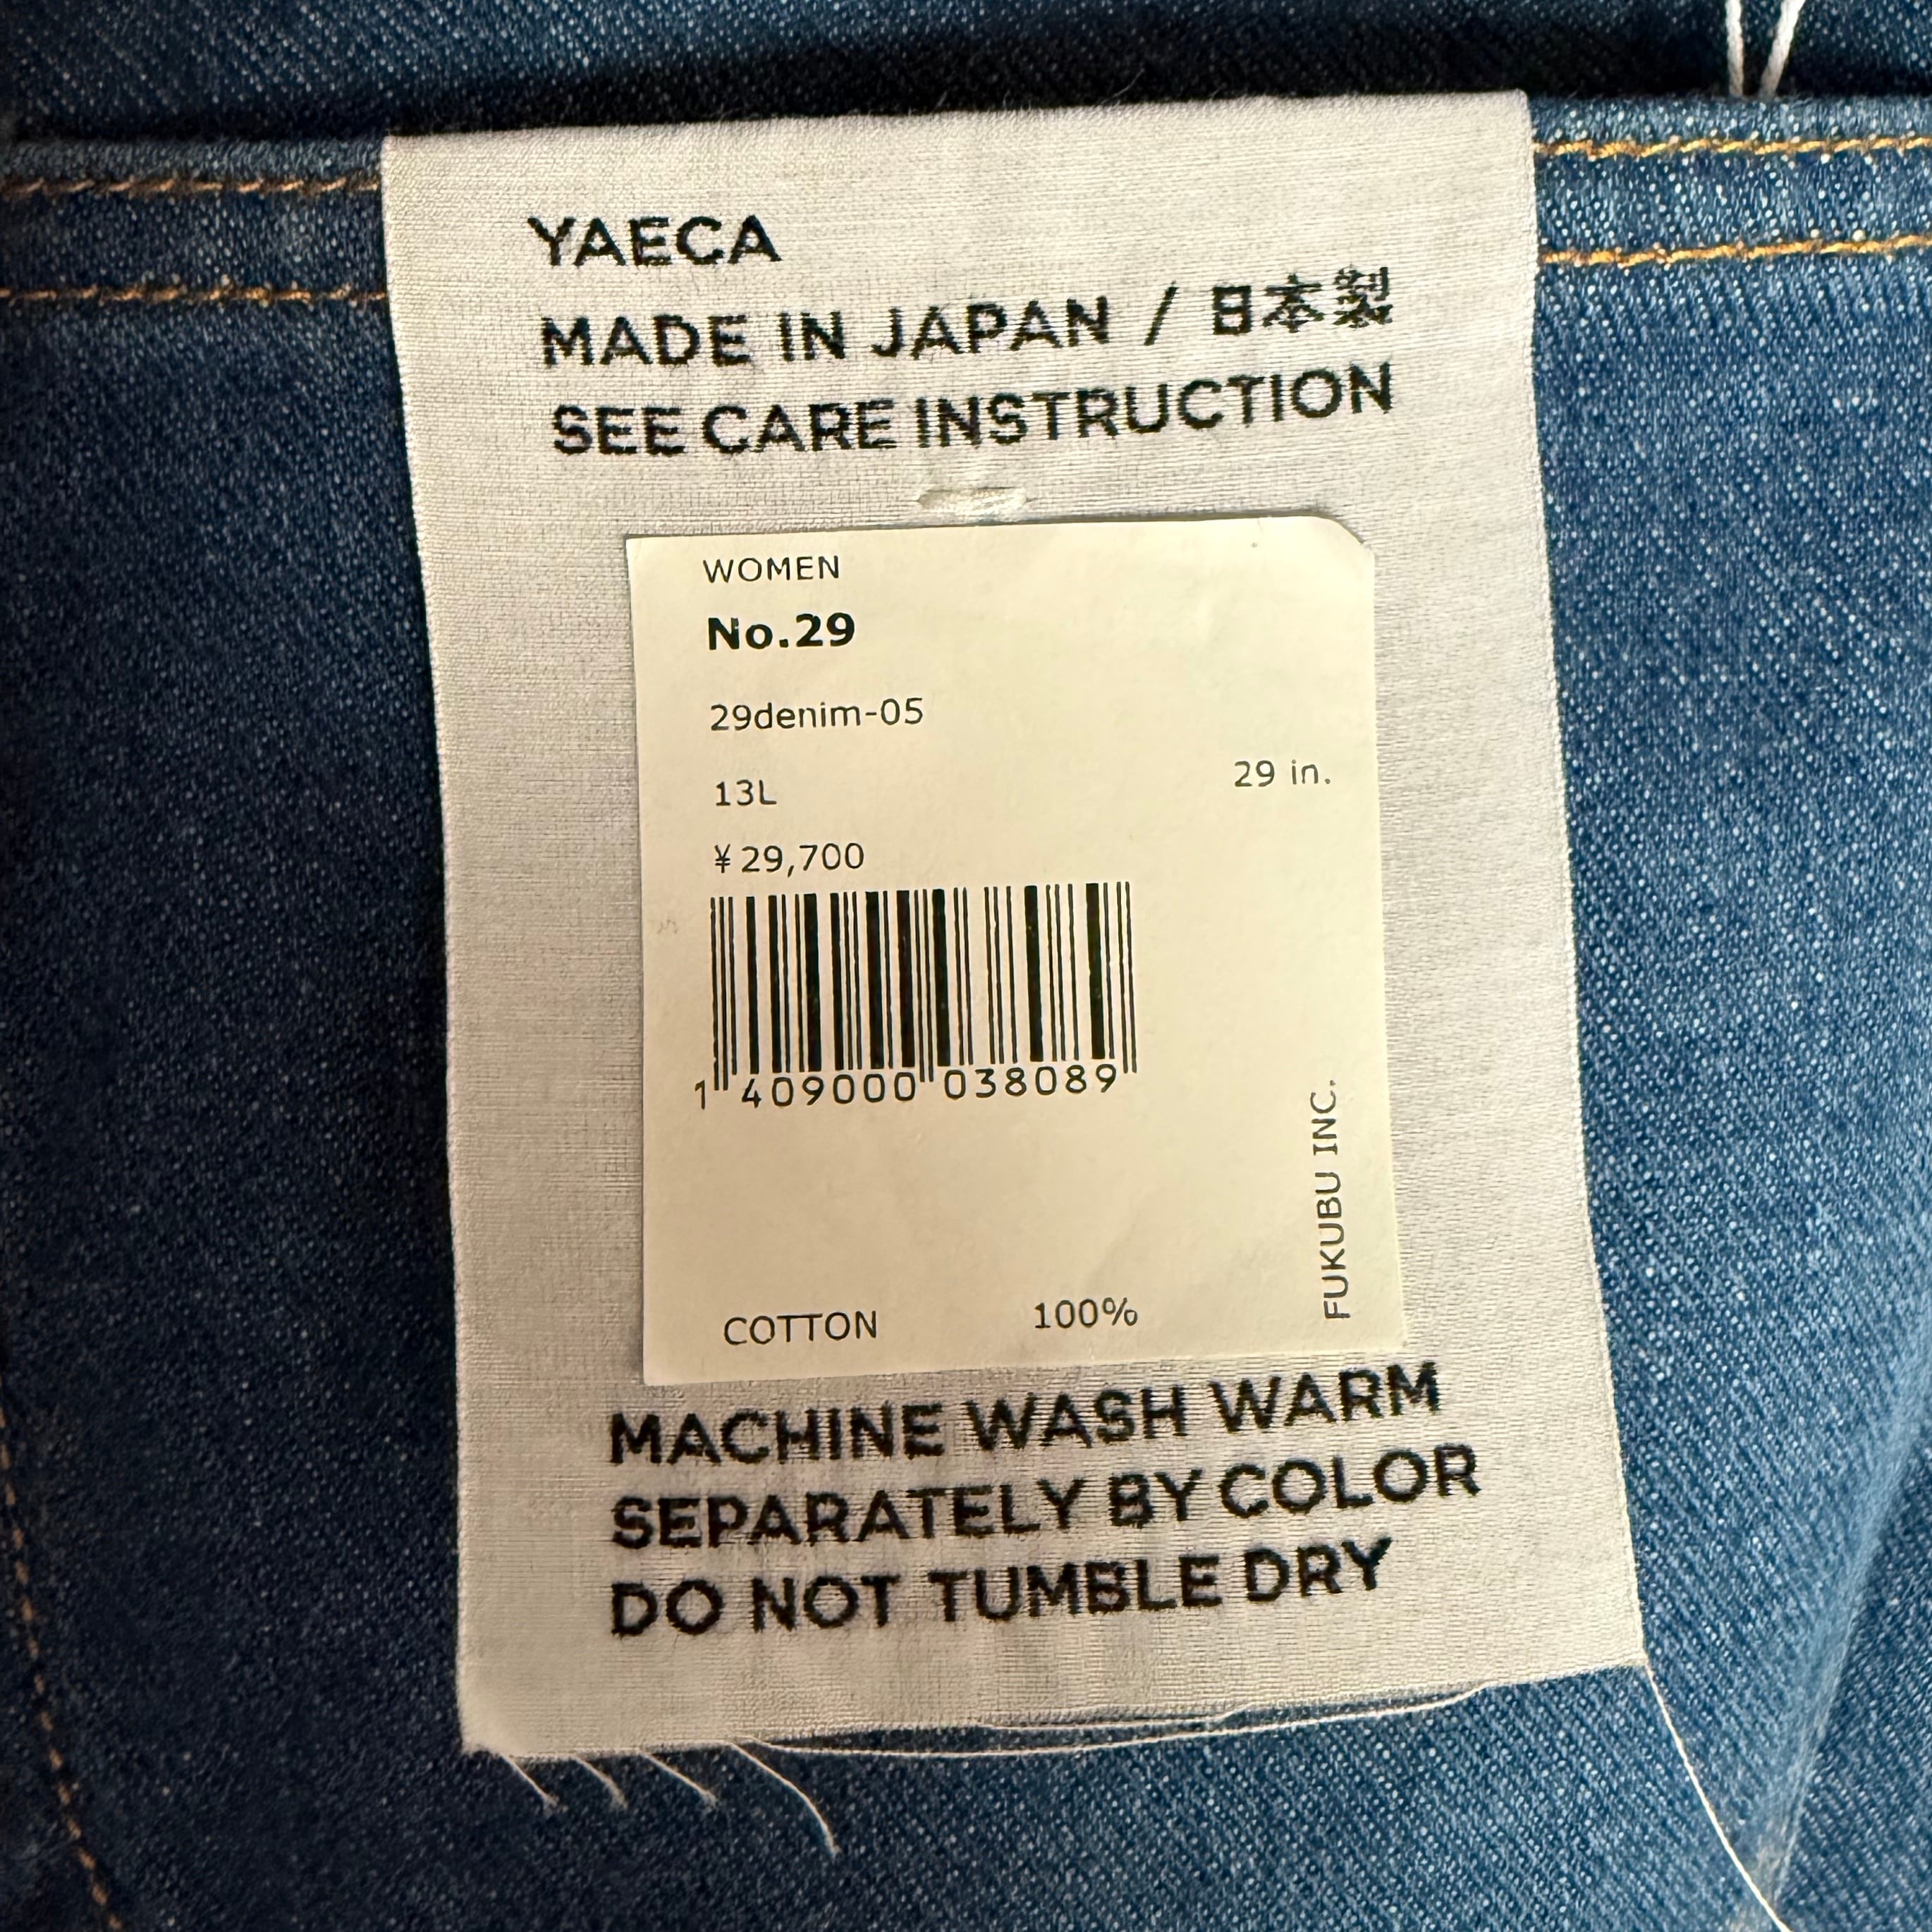 YAECA
MADE IN JAPAN / 日本製
SEE CARE INSTRUCTION
WOMEN
No.29
29denim-05
29 in.
13L
¥29,700
1 409000 038089
FUKUBU INC.
COTTON 100%
MACHINE WASH WARM
SEPARATELY BY COLOR
DO NOT TUMBLE DRY